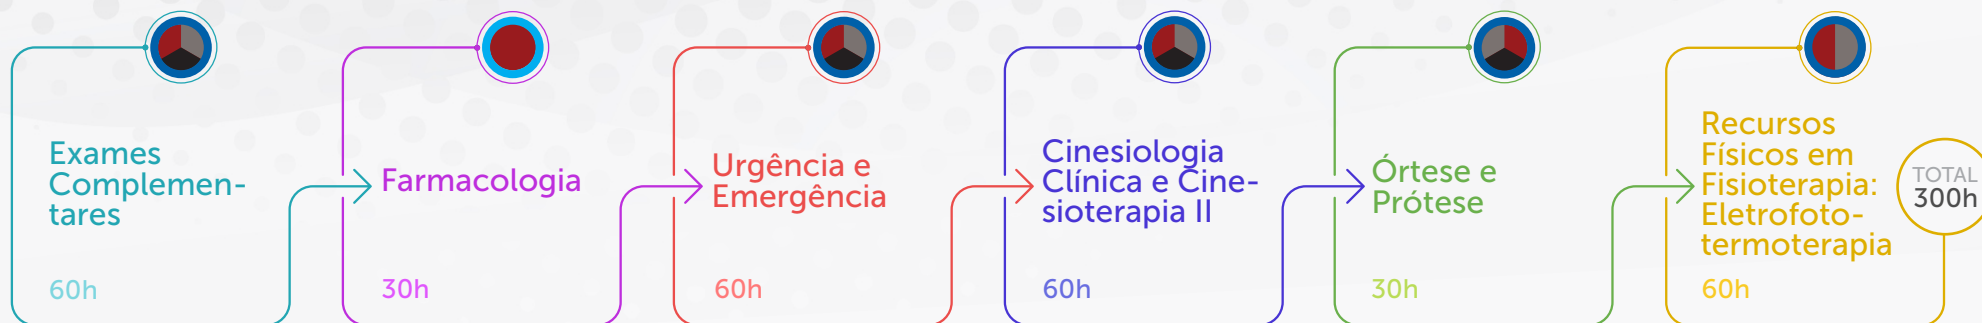 Exames
Complemen-
tares
60h
Farmacologia
30h
Urgência e
Emergência
60h
Cinesiologia
Clínica e Cine-
sioterapia II
60h
Órtese e
Prótese
30h
Recursos
Físicos em
Fisioterapia:
Eletrofoto-
termoterapia
60h
TOTAL
300h